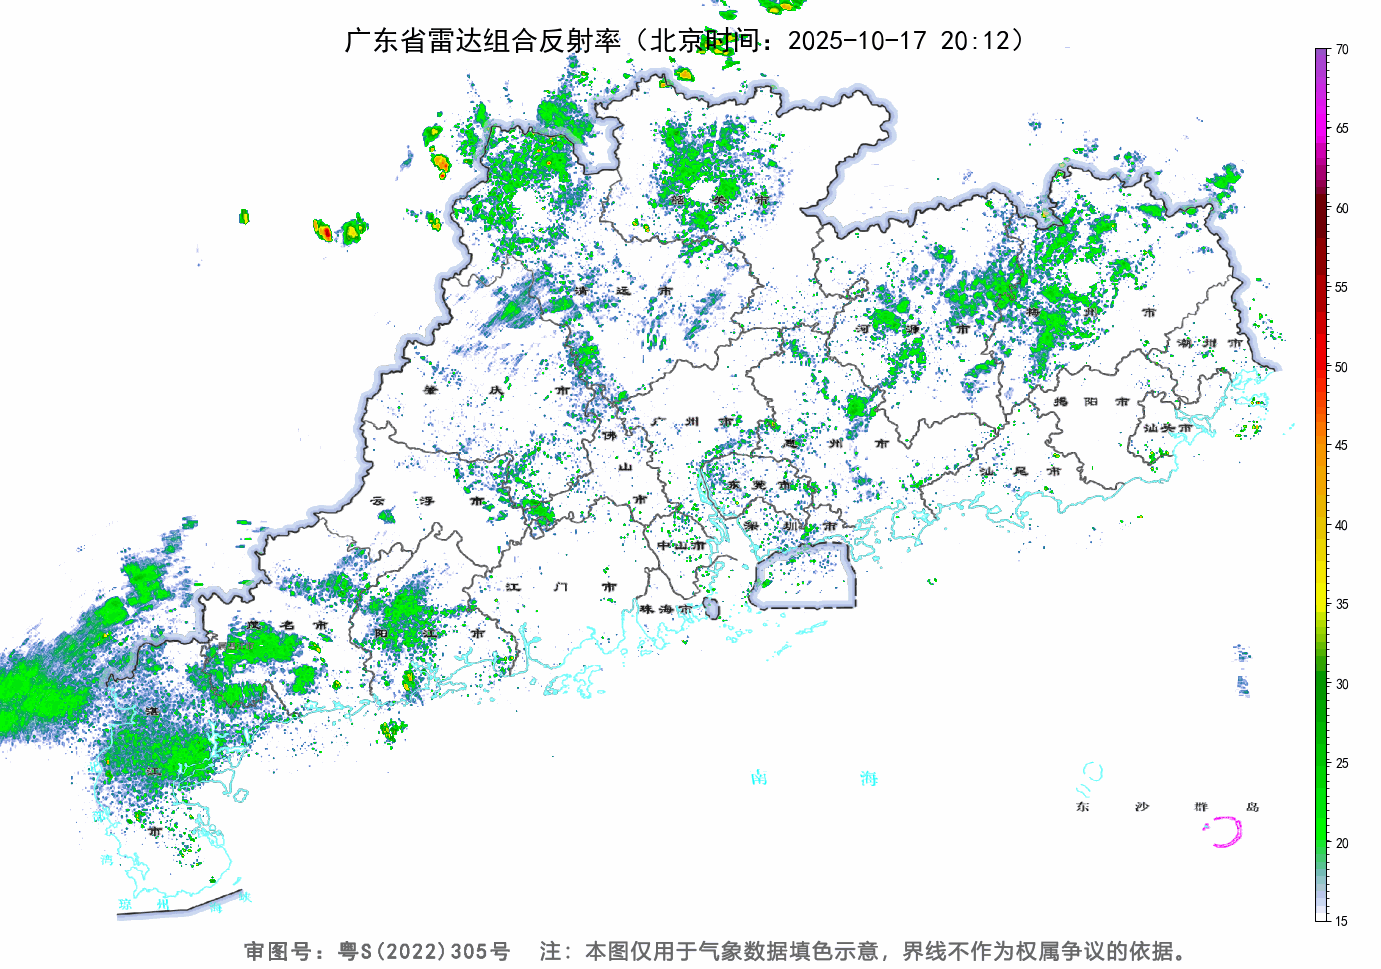 广东省雷达组合反射率（北京时间：2025-10-17 20:12）
70
65
60
55
50
45
40
35
30
25
20
15
韶关市
清远市
河源市
梅州市
潮州市
肇庆市
广州市
佛山市
惠州市
揭阳市
汕头市
汕尾市
东莞市
云浮市
深圳市
中山市
江门市
珠海市
茂名市
阳江市
湛江市
南海
东沙群岛
湾
琼州海峡
审图号：粤S(2022)305号 注：本图仅用于气象数据填色示意，界线不作为权属争议的依据。